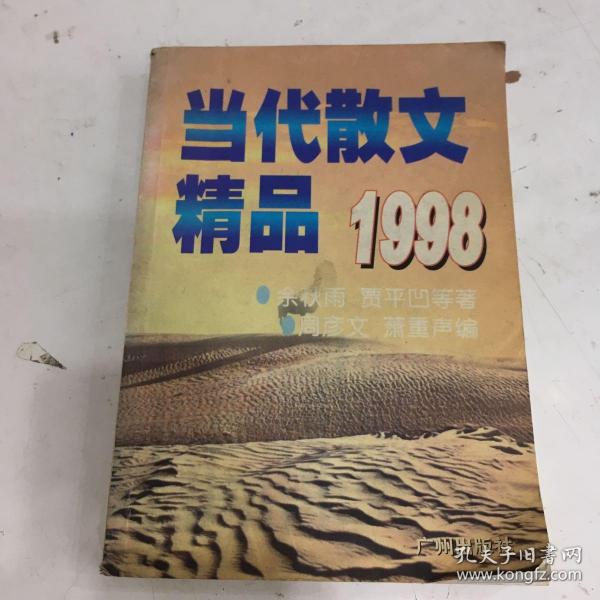 当代散文
精品 1998
余秋雨 贾平凹等著
周彦文 萧重声编
广州出版社
孔夫子旧书网
www.kongfz.com